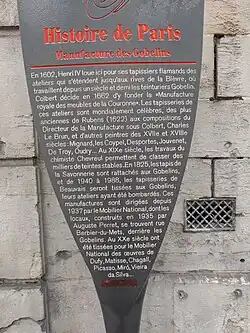 Histoire de Paris
Manufacture des Gobelins
En 1602, Henri IV loue ici pour ses tapissiers flamands des
ateliers qui s'étendent jusqu'aux rives de la Bièvre, où
travaillent depuis un siècle et demi les teinturiers Gobelin.
Colbert décide en 1662 d'y fonder la «Manufacture
royale des meubles de la Couronne». Les tapisseries de
ces ateliers sont mondialement célèbres, des plus
anciennes de Rubens (1622) aux compositions du
Directeur de la Manufacture sous Colbert, Charles
Le Brun, et d'autres peintres des XVIIe et XVIIIe
siècles: Mignard, les Coypel, Desportes, Jouvenet,
De Troy, Oudry... Au XIXe siècle, les travaux du
chimiste Chevreul permettent de classer des
milliers de teintes stables. En 1825, les tapis de
la Savonnerie sont rattachés aux Gobelins,
et de 1940 à 1988, les tapisseries de
Beauvais seront tissées aux Gobelins,
leurs ateliers ayant été bombardés. Ces
manufactures sont dirigées depuis
1937 par le Mobilier National, dont les
locaux, construits en 1935 par
Auguste Perret, se trouvent rue
Berbier-du-Mets, derrière les
Gobelins. Au XXe siècle ont
été tissées pour le Mobilier
National des œuvres de
Dufy, Matisse, Chagall,
Picasso, Miró, Vieira
da Silva...